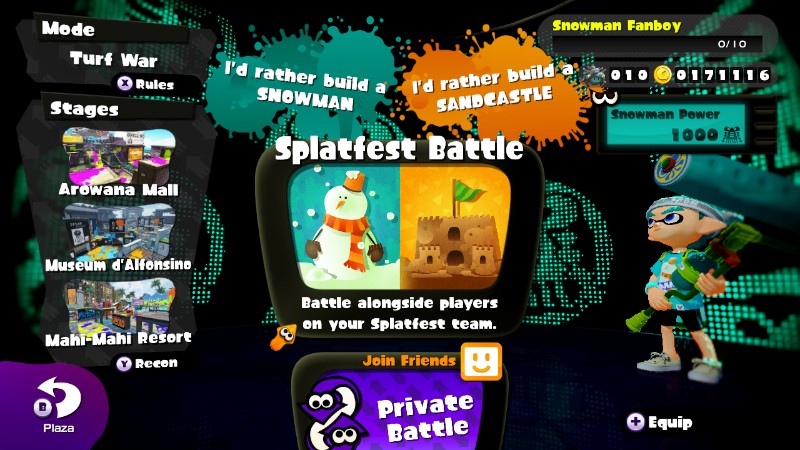 Mode
Turf War
X Rules
Stages
Arowana Mall
Museum d'Alfonsino
Mahi-Mahi Resort
Y Recon
B
Plaza
I'd rather build a
SNOWMAN
I'd rather build a
SANDCASTLE
Splatfest Battle
Battle alongside players
on your Splatfest team.
Join Friends
Private
Battle
Snowman Fanboy
0/10
010 0171116
Snowman Power
1000
+ Equip